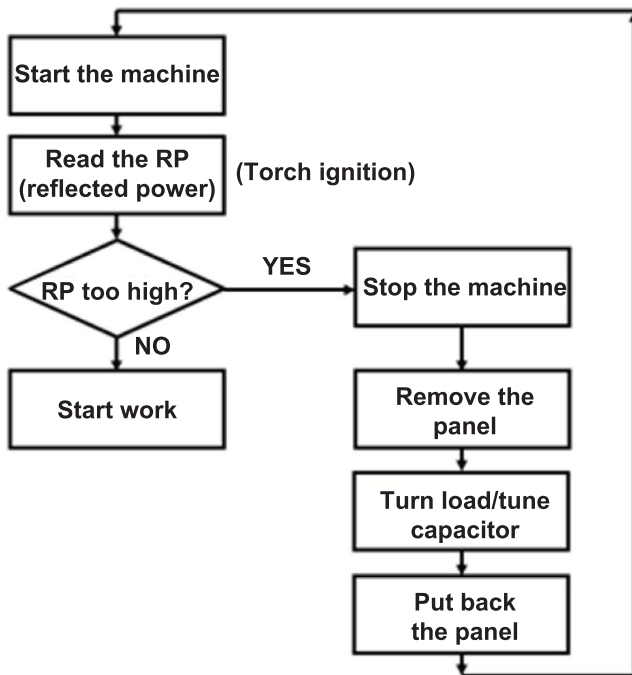 Start the machine
Read the RP
(reflected power)
(Torch ignition)
RP too high?
YES
Stop the machine
NO
Start work
Remove the
panel
Turn load/tune
capacitor
Put back
the panel